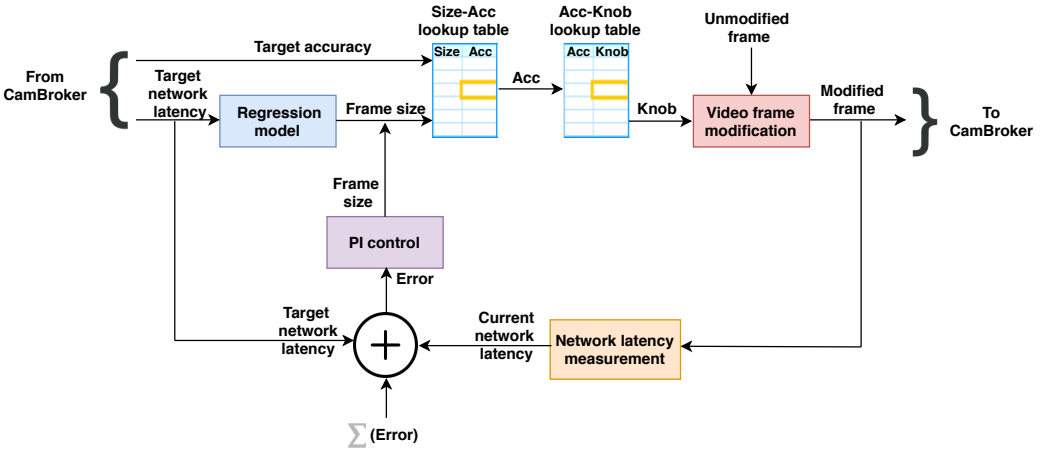 Size-Acc
lookup table
Acc-Knob
lookup table
Unmodified
frame
From
CamBroker
{
Target accuracy
Size Acc
Acc Knob
Target
network
latency
Regression
model
Frame size
Acc
Knob
Video frame
modification
Modified
frame
}
To
CamBroker
Frame
size
PI control
Error
Target
network
latency
+
Current
network
latency
Network latency
measurement
∑ (Error)